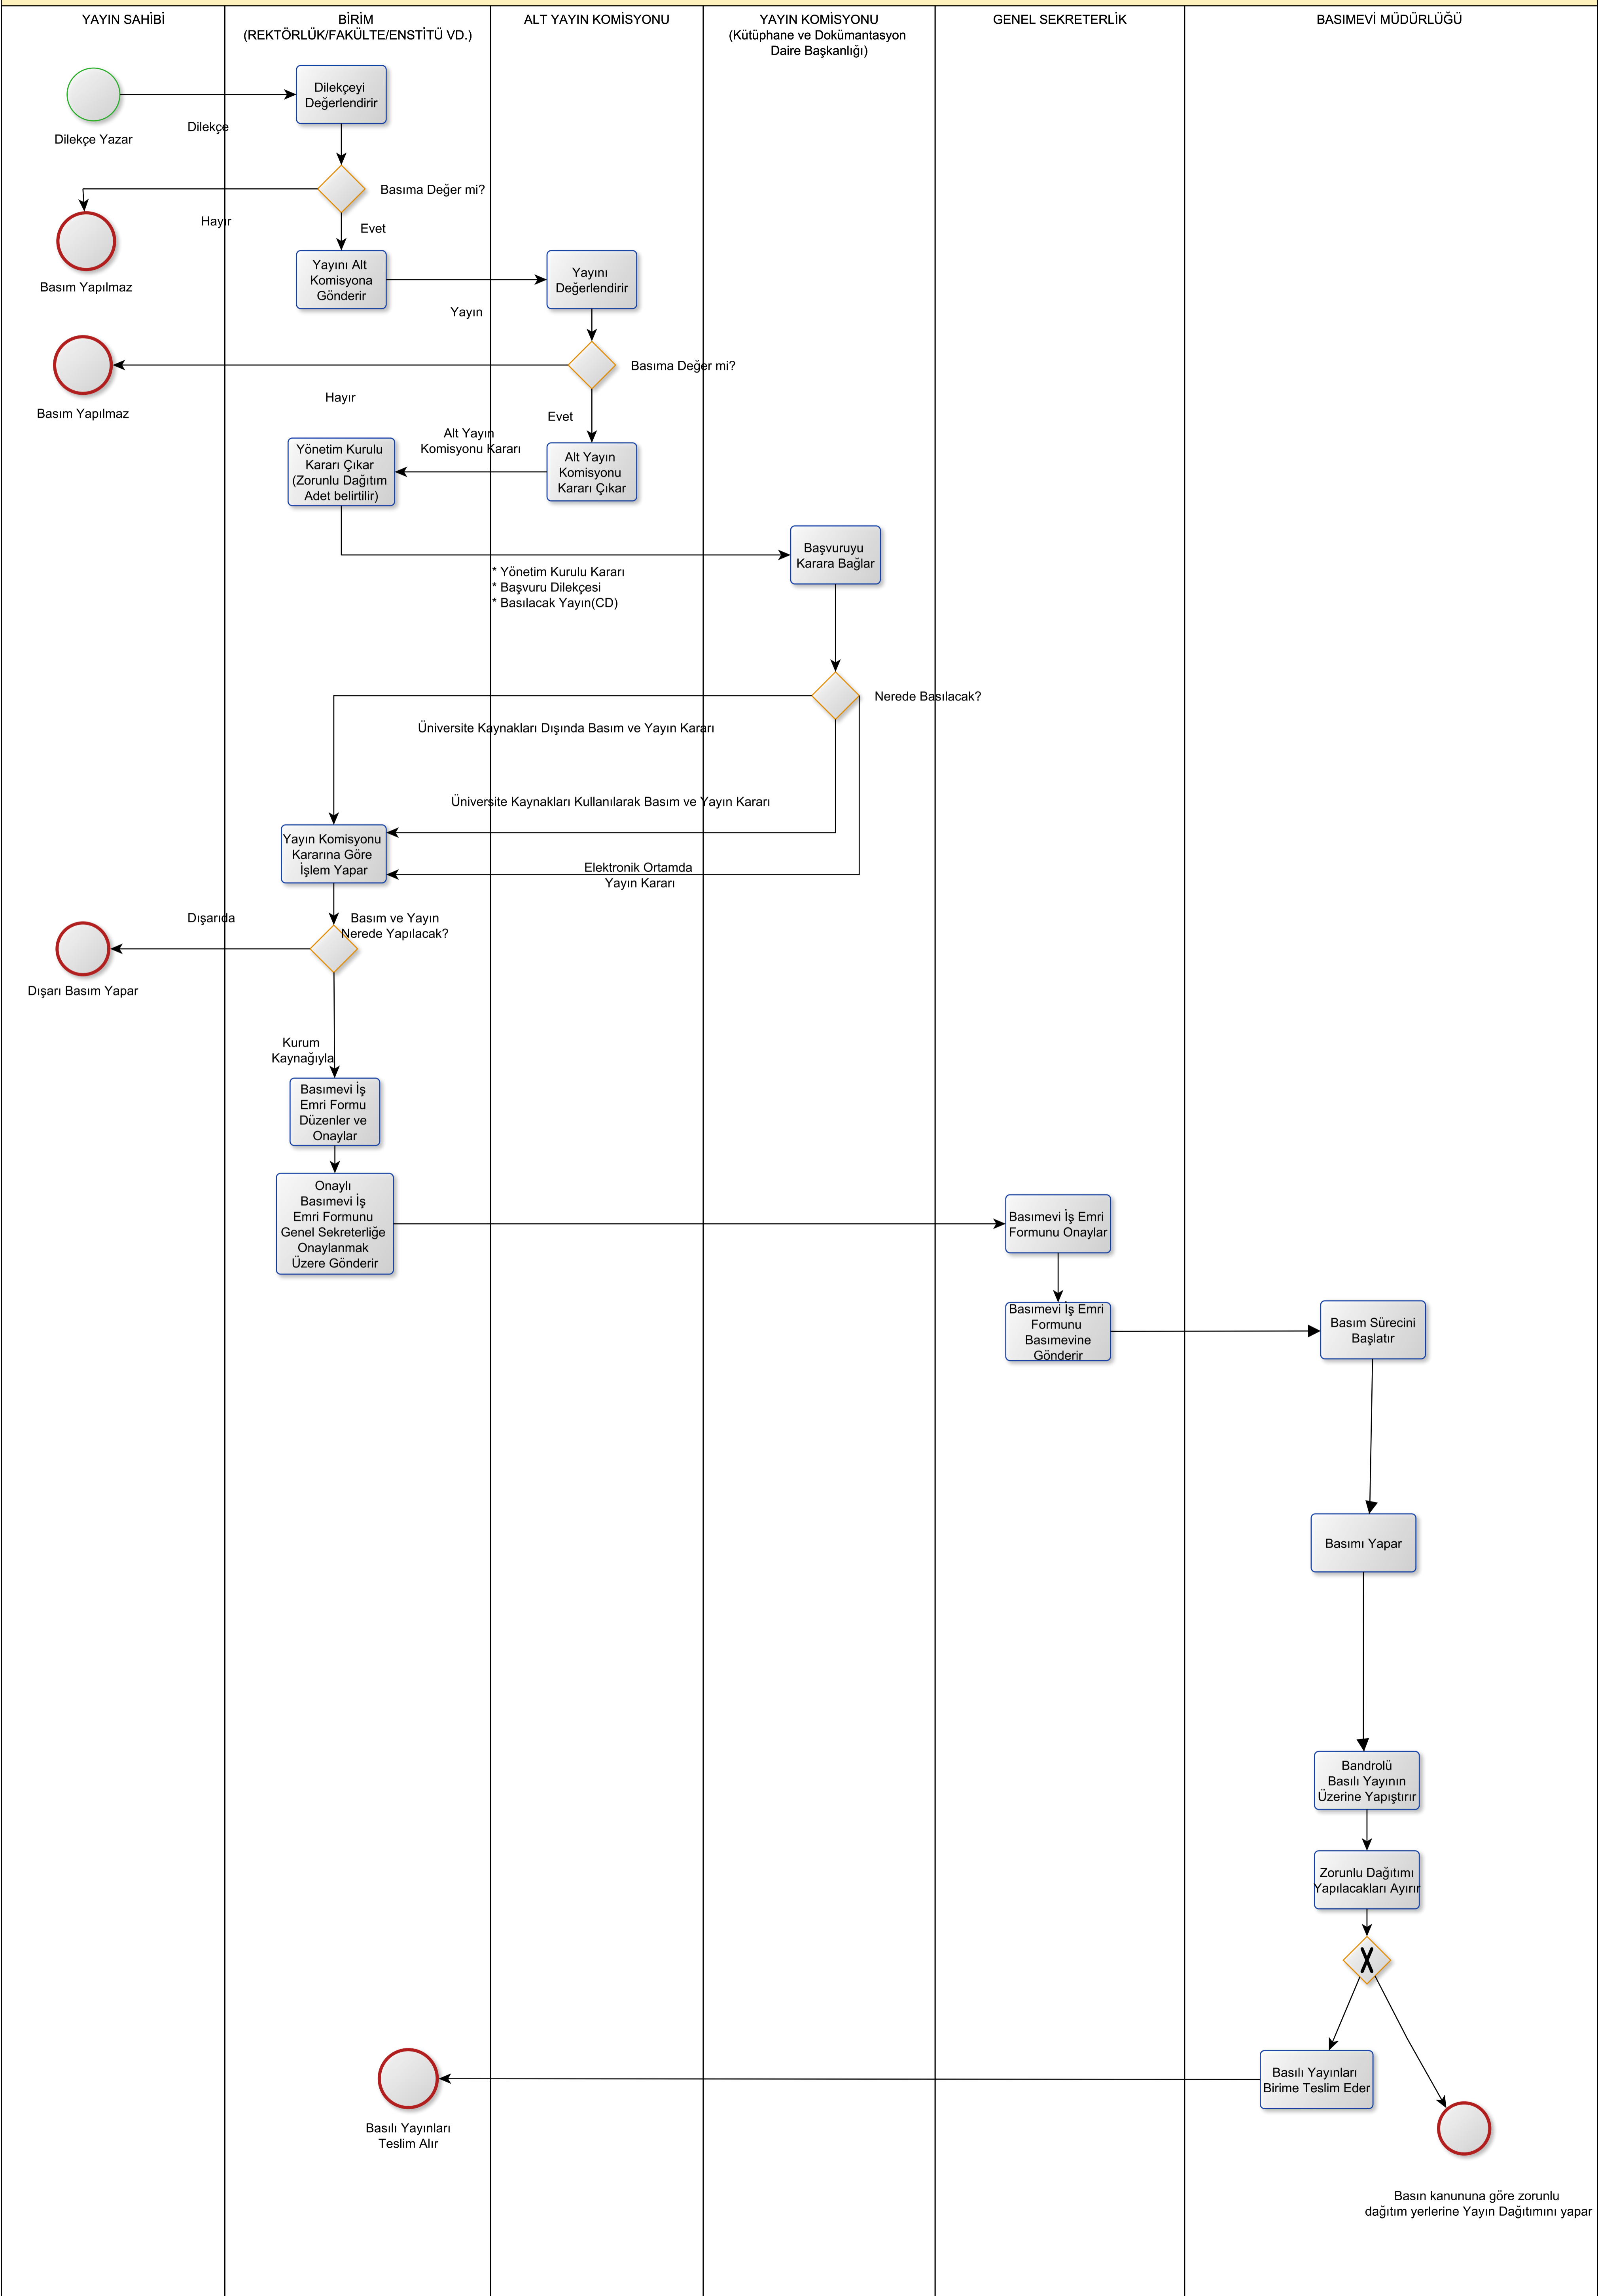 YAYIN SAHİBİ
BİRİM
(REKTÖRLÜK/FAKÜLTE/ENSTİTÜ VD.)
ALT YAYIN KOMİSYONU
YAYIN KOMİSYONU
(Kütüphane ve Dokümantasyon
Daire Başkanlığı)
GENEL SEKRETERLİK
BASIMEVİ MÜDÜRLÜĞÜ
Dilekçe Yazar
Dilekçe
Dilekçeyi
Değerlendirir
Basıma Değer mi?
Hayır
Evet
Basım Yapılmaz
Yayını Alt
Komisyona
Gönderir
Yayın
Yayını
Değerlendirir
Basıma Değer mi?
Basım Yapılmaz
Hayır
Evet
Alt Yayın
Komisyonu Kararı
Yönetim Kurulu
Kararı Çıkar
(Zorunlu Dağıtım
Adet belirtilir)
Alt Yayın
Komisyonu
Kararı Çıkar
Başvuruyu
Karara Bağlar
* Yönetim Kurulu Kararı
* Başvuru Dilekçesi
* Basılacak Yayın(CD)
Nerede Basılacak?
Üniversite Kaynakları Dışında Basım ve Yayın Kararı
Üniversite Kaynakları Kullanılarak Basım ve Yayın Kararı
Yayın Komisyonu
Kararına Göre
İşlem Yapar
Elektronik Ortamda
Yayın Kararı
Dışarıda
Basım ve Yayın
Nerede Yapılacak?
Dışarı Basım Yapar
Kurum
Kaynağıyla
Basımevi İş
Emri Formu
Düzenler ve
Onaylar
Onaylı
Basımevi İş
Emri Formunu
Genel Sekreterliğe
Onaylanmak
Üzere Gönderir
Basımevi İş Emri
Formunu Onaylar
Basımevi İş Emri
Formunu
Basımevine
Gönderir
Basım Sürecini
Başlatır
Basımı Yapar
Bandrolü
Basılı Yayının
Üzerine Yapıştırır
Zorunlu Dağıtımı
Yapılacakları Ayırır
X
Basılı Yayınları
Birime Teslim Eder
Basılı Yayınları
Teslim Alır
Basın kanununa göre zorunlu
dağıtım yerlerine Yayın Dağıtımını yapar